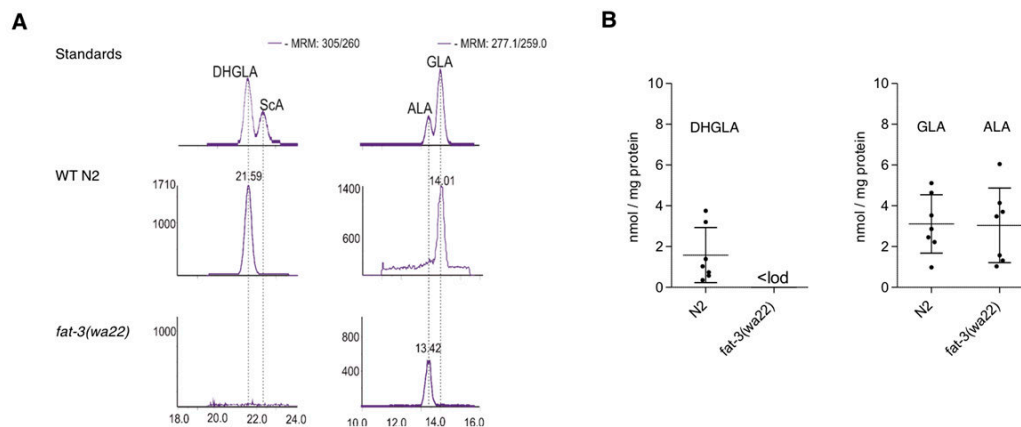 A
Standards
- MRM: 305/260
DHGLA
ScA
- MRM: 277.1/259.0
GLA
ALA
WT N2
1710
1000
21.59
1400
600
14.01
fat-3(wa22)
1000
800
400
13.42
18.0 20.0 22.0 24.0
10.0 12.0 14.0 16.0
B
nmol / mg protein
10
8
6
4
2
0
DHGLA
<lod
N2
fat-3(wa22)
nmol / mg protein
10
8
6
4
2
0
GLA ALA
N2
fat-3(wa22)